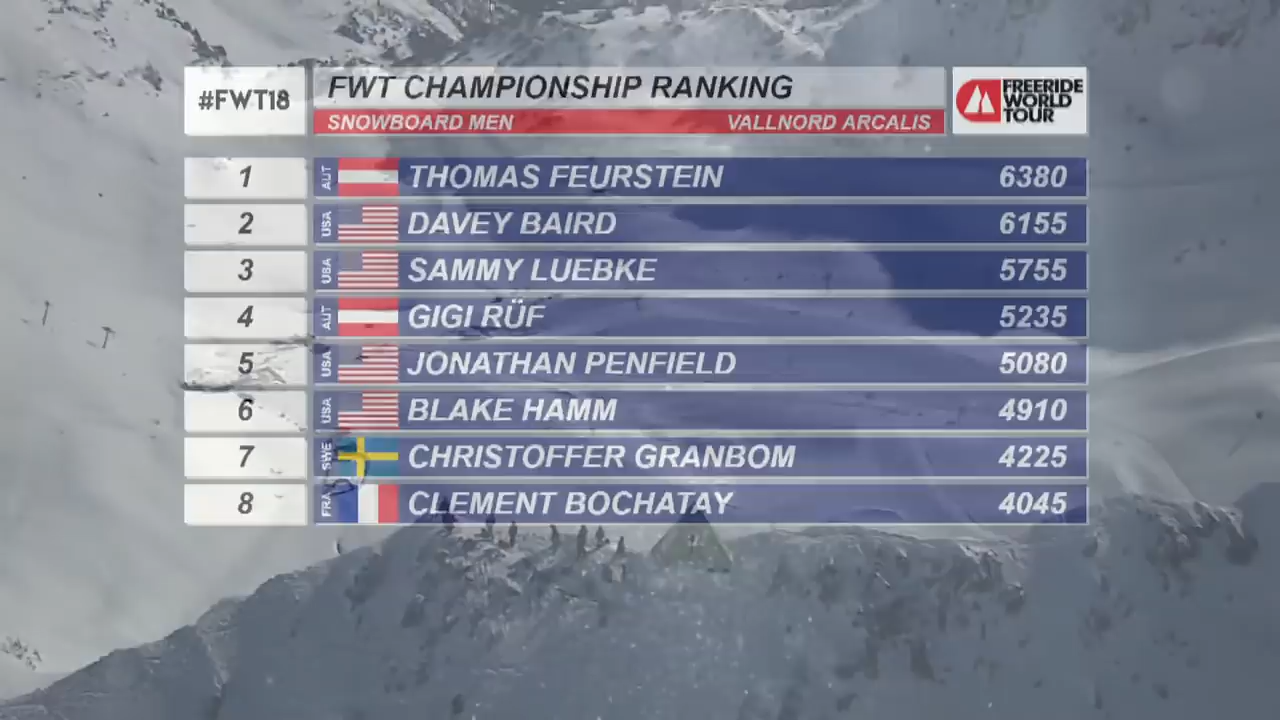 #FWT18
FWT CHAMPIONSHIP RANKING
SNOWBOARD MEN VALLNORD ARCALIS
FREERIDE
WORLD
TOUR
1 AUT THOMAS FEURSTEIN 6380
2 USA DAVEY BAIRD 6155
3 USA SAMMY LUEBKE 5755
4 AUT GIGI RÜF 5235
5 USA JONATHAN PENFIELD 5080
6 USA BLAKE HAMM 4910
7 SWE CHRISTOFFER GRANBOM 4225
8 FRA CLEMENT BOCHATAY 4045